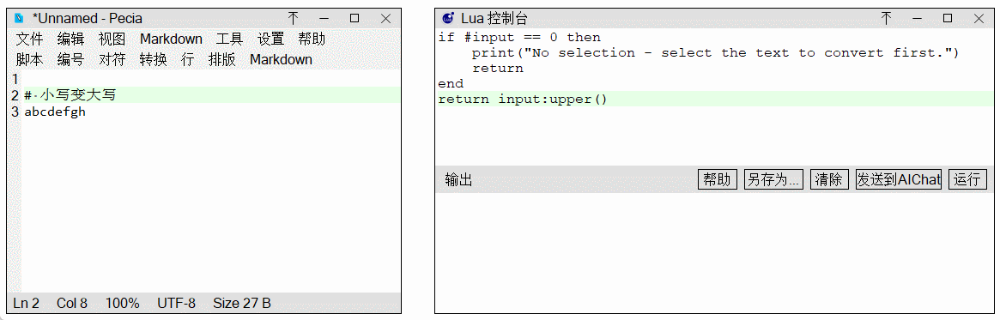 *Unnamed - Pecia
文件 编辑 视图 Markdown 工具 设置 帮助
脚本 编号 对符 转换 行 排版 Markdown
1
2 #·小写变大写
3 abcdefgh
Ln 2 Col 8 100% UTF-8 Size 27 B
Lua 控制台
if #input == 0 then
    print("No selection - select the text to convert first.")
    return
end
return input:upper()
输出 帮助 另存为... 清除 发送到AIChat 运行